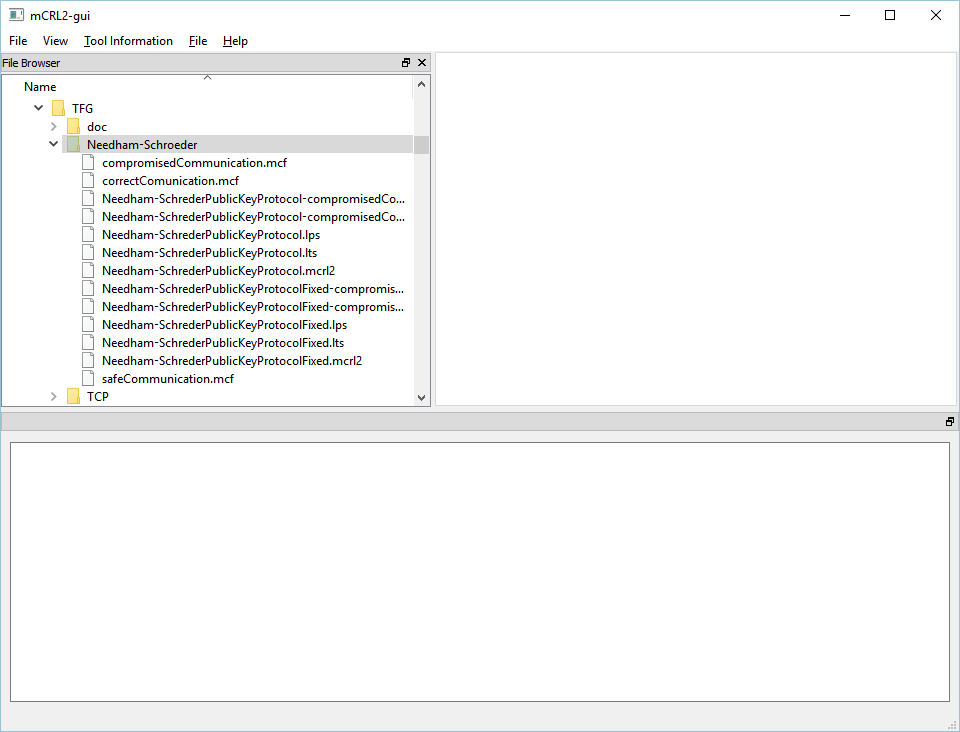 mCRL2-gui
File View Tool Information File Help
File Browser
Name
TFG
doc
Needham-Schroeder
compromisedCommunication.mcf
correctComunication.mcf
Needham-SchrederPublicKeyProtocol-compromisedCo...
Needham-SchrederPublicKeyProtocol-compromisedCo...
Needham-SchrederPublicKeyProtocol.lps
Needham-SchrederPublicKeyProtocol.lts
Needham-SchrederPublicKeyProtocol.mcrl2
Needham-SchrederPublicKeyProtocolFixed-compromis...
Needham-SchrederPublicKeyProtocolFixed-compromis...
Needham-SchrederPublicKeyProtocolFixed.lps
Needham-SchrederPublicKeyProtocolFixed.lts
Needham-SchrederPublicKeyProtocolFixed.mcrl2
safeCommunication.mcf
TCP